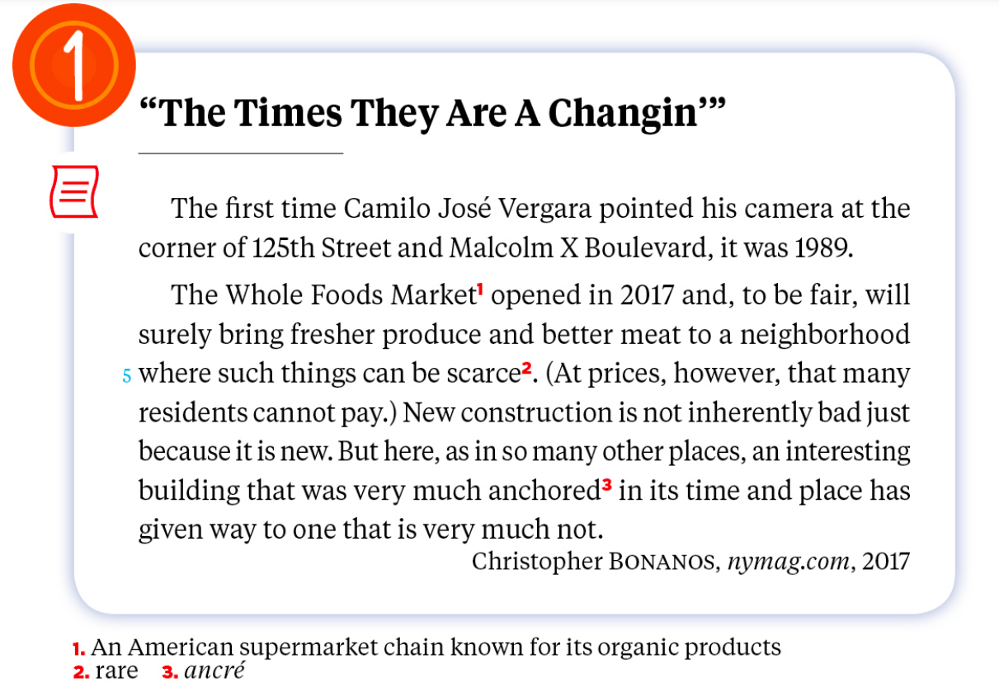 1
“The Times They Are A Changin’”
The first time Camilo José Vergara pointed his camera at the
corner of 125th Street and Malcolm X Boulevard, it was 1989.
The Whole Foods Market1 opened in 2017 and, to be fair, will
surely bring fresher produce and better meat to a neighborhood
5 where such things can be scarce2. (At prices, however, that many
residents cannot pay.) New construction is not inherently bad just
because it is new. But here, as in so many other places, an interesting
building that was very much anchored3 in its time and place has
given way to one that is very much not.
Christopher BONANOS, nymag.com, 2017
1. An American supermarket chain known for its organic products
2. rare 3. ancré